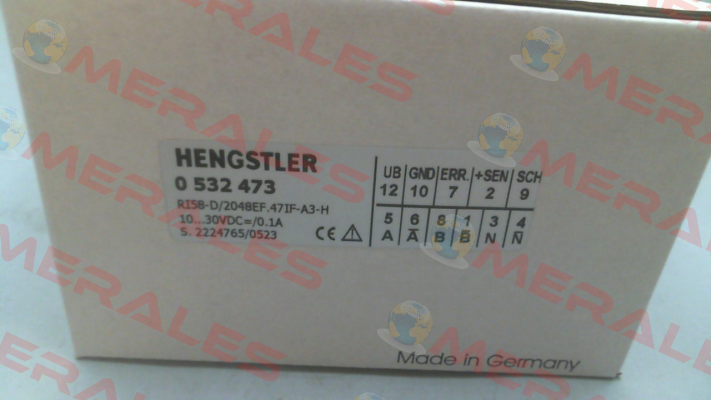 HENGSTLER
0 532 473
RI58-D/2048EF.47IF-A3-H
10...30VDC=/0.1A
S. 2224765/0523
CE
UB GND ERR. +SEN SCH
12 10 7 2 9
5 6 8 1 3 4
A A̅ B B̅ N N̅
Made in Germany
MERALES
MERALES
MERALES
MERALES
MERALES
MERALES